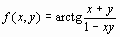 f (x, y) = arctg x + y / 1 − xy